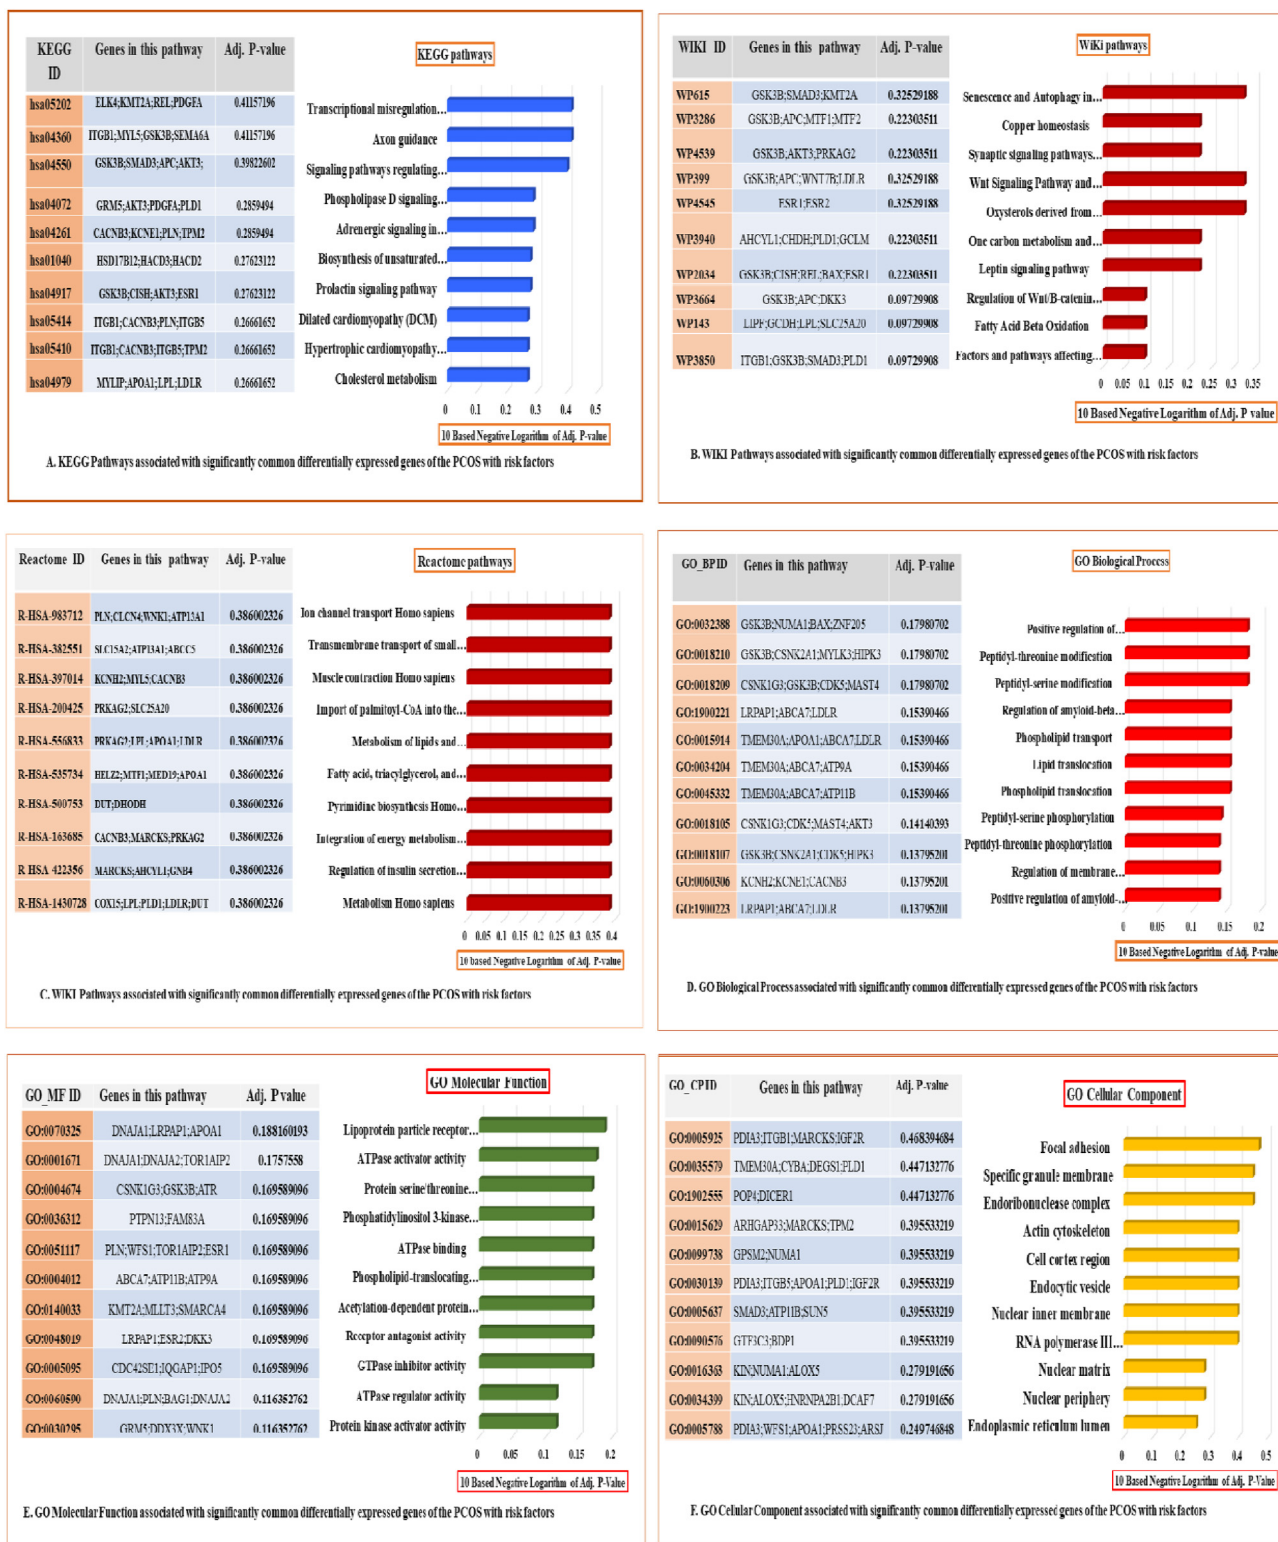 KEGG ID Genes in this pathway Adj. P-value
hsa05202 ELK4;KMT2A;REL;PDGFA 0.41157196
hsa04360 ITGB1;MYL5;GSK3B;SEMA6A 0.41157196
hsa04550 GSK3B;SMAD3;APC;AKT3; 0.39822602
hsa04072 GRM5;AKT3;PDGFA;PLD1 0.2859494
hsa04261 CACNB3;KCNE1;PLN;TPM2 0.2859494
hsa01040 HSD17B12;HACD3;HACD2 0.27623122
hsa04917 GSK3B;CISH;AKT3;ESR1 0.27623122
hsa05414 ITGB1;CACNB3;PLN;ITGB5 0.26661652
hsa05410 ITGB1;CACNB3;ITGB5;TPM2 0.26661652
hsa04979 MYLIP;APOA1;LPL;LDLR 0.26661652
KEGG pathways
Transcriptional misregulation...
Axon guidance
Signaling pathways regulating...
Phospholipase D signaling...
Adrenergic signaling in...
Biosynthesis of unsaturated...
Prolactin signaling pathway
Dilated cardiomyopathy (DCM)
Hypertrophic cardiomyopathy...
Cholesterol metabolism
0 0.1 0.2 0.3 0.4 0.5
10 Based Negative Logarithm of Adj. P-value
A. KEGG Pathways associated with significantly common differentially expressed genes of the PCOS with risk factors
WIKI ID Genes in this pathway Adj. P-value
WP615 GSK3B;SMAD3;KMT2A 0.32529188
WP3286 GSK3B;APC;MTF1;MTF2 0.22303511
WP4539 GSK3B;AKT3;PRKAG2 0.22303511
WP399 GSK3B;APC;WNT7B;LDLR 0.32529188
WP4545 ESR1;ESR2 0.32529188
WP3940 AHCYL1;CHDH;PLD1;GCLM 0.22303511
WP2034 GSK3B;CISH;REL;BAX;ESR1 0.22303511
WP3664 GSK3B;APC;DKK3 0.09729908
WP143 LIPF;GCDH;LPL;SLC25A20 0.09729908
WP3850 ITGB1;GSK3B;SMAD3;PLD1 0.09729908
WiKi pathways
Senescence and Autophagy in...
Copper homeostasis
Synaptic signaling pathways...
Wnt Signaling Pathway and...
Oxysterols derived from...
One carbon metabolism and...
Leptin signaling pathway
Regulation of Wnt/B-catenin...
Fatty Acid Beta Oxidation
Factors and pathways affecting...
0 0.05 0.1 0.15 0.2 0.25 0.3 0.35
10 Based Negative Logarithm of Adj. P value
B. WIKI Pathways associated with significantly common differentially expressed genes of the PCOS with risk factors
Reactome ID Genes in this pathway Adj. P-value
R-HSA-983712 PLN;CLCN4;WNK1;ATP13A1 0.386002326
R-HSA-382551 SLC15A2;ATP13A1;ABCC5 0.386002326
R-HSA-397014 KCNH2;MYL5;CACNB3 0.386002326
R-HSA-200425 PRKAG2;SLC25A20 0.386002326
R-HSA-556833 PRKAG2;LPL;APOA1;LDLR 0.386002326
R-HSA-535734 HELZ2;MTF1;MED19;APOA1 0.386002326
R-HSA-500753 DUT;DHODH 0.386002326
R-HSA-163685 CACNB3;MARCKS;PRKAG2 0.386002326
R HSA 422356 MARCKS;AHCYL1;GNB4 0.386002326
R-HSA-1430728 COX15;LPL;PLD1;LDLR;DUT 0.386002326
Reactome pathways
Ion channel transport Homo sapiens
Transmembrane transport of small...
Muscle contraction Homo sapiens
Import of palmitoyl-CoA into the...
Metabolism of lipids and...
Fatty acid, triacylglycerol, and...
Pyrimidine biosynthesis Homo...
Integration of energy metabolism...
Regulation of insulin secretion...
Metabolism Homo sapiens
0 0.05 0.1 0.15 0.2 0.25 0.3 0.35 0.4
10 based Negative Logarithm of Adj. P-value
C. WIKI Pathways associated with significantly common differentially expressed genes of the PCOS with risk factors
GO_BPID Genes in this pathway Adj. P-value
GO:0032388 GSK3B;NUMA1;BAX;ZNF205 0.17980702
GO:0018210 GSK3B;CSNK2A1;MYLK3;HIPK3 0.17980702
GO:0018209 CSNK1G3;GSK3B;CDK5;MAST4 0.17980702
GO:1900221 LRPAP1;ABCA7;LDLR 0.15390466
GO:0015914 TMEM30A;APOA1;ABCA7;LDLR 0.15390466
GO:0034204 TMEM30A;ABCA7;ATP9A 0.15390466
GO:0045332 TMEM30A;ABCA7;ATP11B 0.15390466
GO:0018105 CSNK1G3;CDK5;MAST4;AKT3 0.14140393
GO:0018107 GSK3B;CSNK2A1;CDK5;HIPK3 0.13795201
GO:0060306 KCNH2;KCNE1;CACNB3 0.13795201
GO:1900223 LRPAP1;ABCA7;LDLR 0.13795201
GO Biological Process
Positive regulation of...
Peptidyl-threonine modification
Peptidyl-serine modification
Regulation of amyloid-beta...
Phospholipid transport
Lipid translocation
Phospholipid translocation
Peptidyl-serine phosphorylation
Peptidyl-threonine phosphorylation
Regulation of membrane...
Positive regulation of amyloid-...
0 0.05 0.1 0.15 0.2
10 Based Negative Logarithm of Adj. P-value
D. GO Biological Process associated with significantly common differentially expressed genes of the PCOS with risk factors
GO_MF ID Genes in this pathway Adj. P value
GO:0070325 DNAJA1;LRPAP1;APOA1 0.188160193
GO:0001671 DNAJA1;DNAJA2;TOR1AIP2 0.1757558
GO:0004674 CSNK1G3;GSK3B;ATR 0.169589096
GO:0036312 PTPN13;FAM83A 0.169589096
GO:0051117 PLN;WFS1;TOR1AIP2;ESR1 0.169589096
GO:0004012 ABCA7;ATP11B;ATP9A 0.169589096
GO:0140033 KMT2A;MLLT3;SMARCA4 0.169589096
GO:0048019 LRPAP1;ESR2;DKK3 0.169589096
GO:0005095 CDC42SE1;IQGAP1;IPO5 0.169589096
GO:0060590 DNAJA1;PLN;BAG1;DNAJA2 0.116352762
GO:0030295 GRM5;DDX3X;WNK1 0.116352762
GO Molecular Function
Lipoprotein particle receptor...
ATPase activator activity
Protein serine/threonine...
Phosphatidylinositol 3-kinase...
ATPase binding
Phospholipid-translocating...
Acetylation-dependent protein...
Receptor antagonist activity
GTPase inhibitor activity
ATPase regulator activity
Protein kinase activator activity
0 0.05 0.1 0.15 0.2
10 Based Negative Logarithm of Adj. P-Value
E. GO Molecular Function associated with significantly common differentially expressed genes of the PCOS with risk factors
GO_CPID Genes in this pathway Adj. P-value
GO:0005925 PDIA3;ITGB1;MARCKS;IGF2R 0.468394684
GO:0035579 TMEM30A;CYBA;DEGS1;PLD1 0.447132776
GO:1902555 POP4;DICER1 0.447132776
GO:0015629 ARHGAP33;MARCKS;TPM2 0.395533219
GO:0099738 GPSM2;NUMA1 0.395533219
GO:0030139 PDIA3;ITGB5;APOA1;PLD1;IGF2R 0.395533219
GO:0005637 SMAD3;ATP11B;SUN5 0.395533219
GO:0090576 GTF3C3;BDP1 0.395533219
GO:0016363 KIN;NUMA1;ALOX5 0.279191656
GO:0034399 KIN;ALOX5;HNRNPA2B1;DCAF7 0.279191656
GO:0005788 PDIA3;WFS1;APOA1;PRSS23;ARSJ 0.249746848
GO Cellular Component
Focal adhesion
Specific granule membrane
Endoribonuclease complex
Actin cytoskeleton
Cell cortex region
Endocytic vesicle
Nuclear inner membrane
RNA polymerase III...
Nuclear matrix
Nuclear periphery
Endoplasmic reticulum lumen
0 0.1 0.2 0.3 0.4 0.5
10 Based Negative Logarithm of Adj. P-Value
F. GO Cellular Component associated with significantly common differentially expressed genes of the PCOS with risk factors